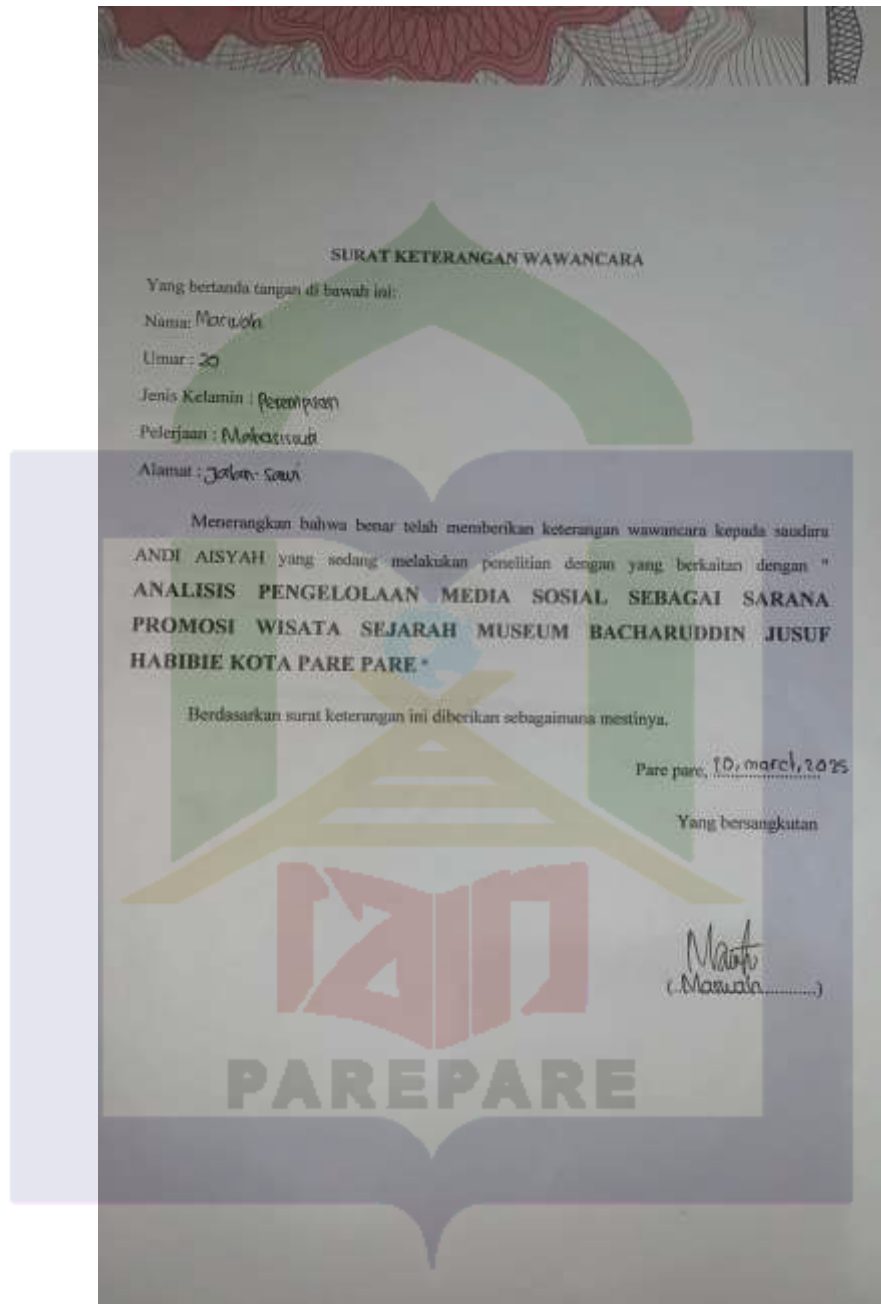 SURAT KETERANGAN WAWANCARA
Yang bertanda tangan di bawah ini:
Nama: Marwah
Umur : 20
Jenis Kelamin : Perempuan
Pelerjaan : Mahasiswa
Alamat : Jalan-Sawi
Menerangkan bahwa benar telah memberikan keterangan wawancara kepada saudara
ANDI AISYAH yang sedang melakukan penelitian dengan yang berkaitan dengan "
ANALISIS PENGELOLAAN MEDIA SOSIAL SEBAGAI SARANA
PROMOSI WISATA SEJARAH MUSEUM BACHARUDDIN JUSUF
HABIBIE KOTA PARE PARE "
Berdasarkan surat keterangan ini diberikan sebagaimana mestinya.
Pare pare, 10, march, 2025
Yang bersangkutan
(..Marwah............)
iain
PAREPARE